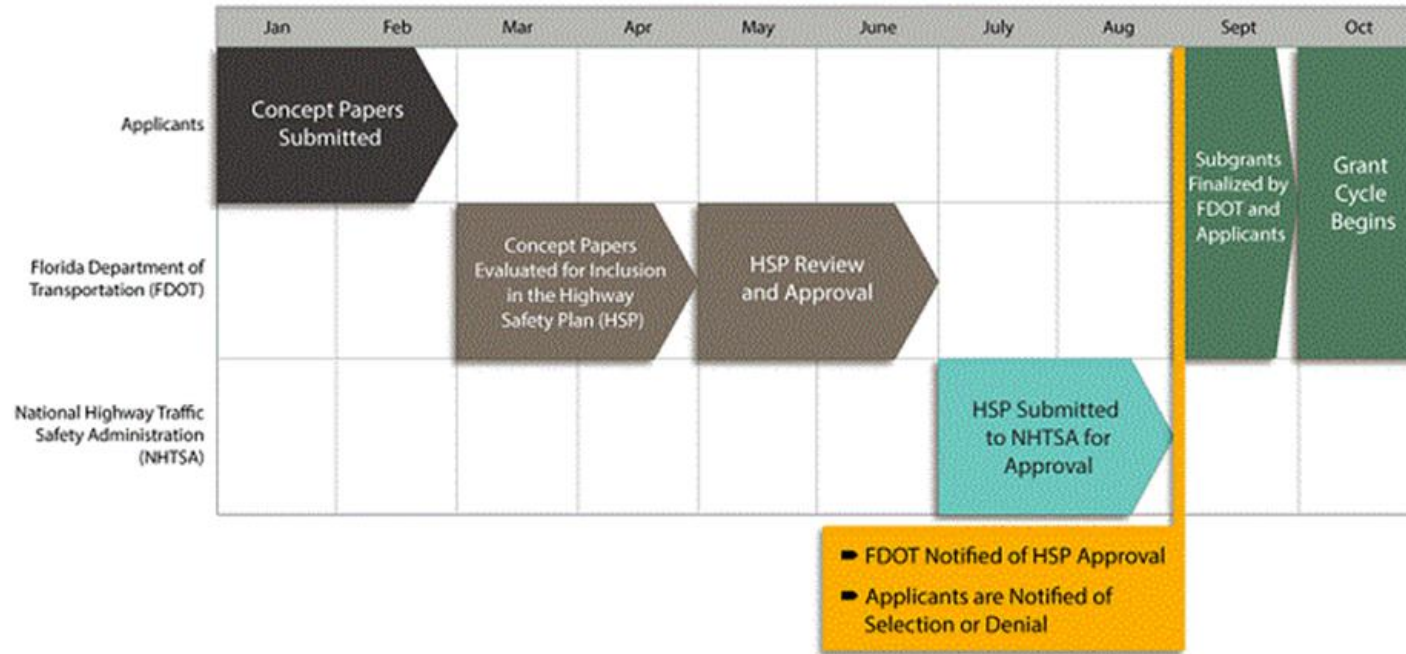 Jan Feb Mar Apr May June July Aug Sept Oct
Applicants
Concept Papers
Submitted
Subgrants
Finalized by
FDOT and
Applicants
Grant
Cycle
Begins
Florida Department of
Transportation (FDOT)
Concept Papers
Evaluated for Inclusion
in the Highway
Safety Plan (HSP)
HSP Review
and Approval
National Highway Traffic
Safety Administration
(NHTSA)
HSP Submitted
to NHTSA for
Approval
FDOT Notified of HSP Approval
Applicants are Notified of
Selection or Denial